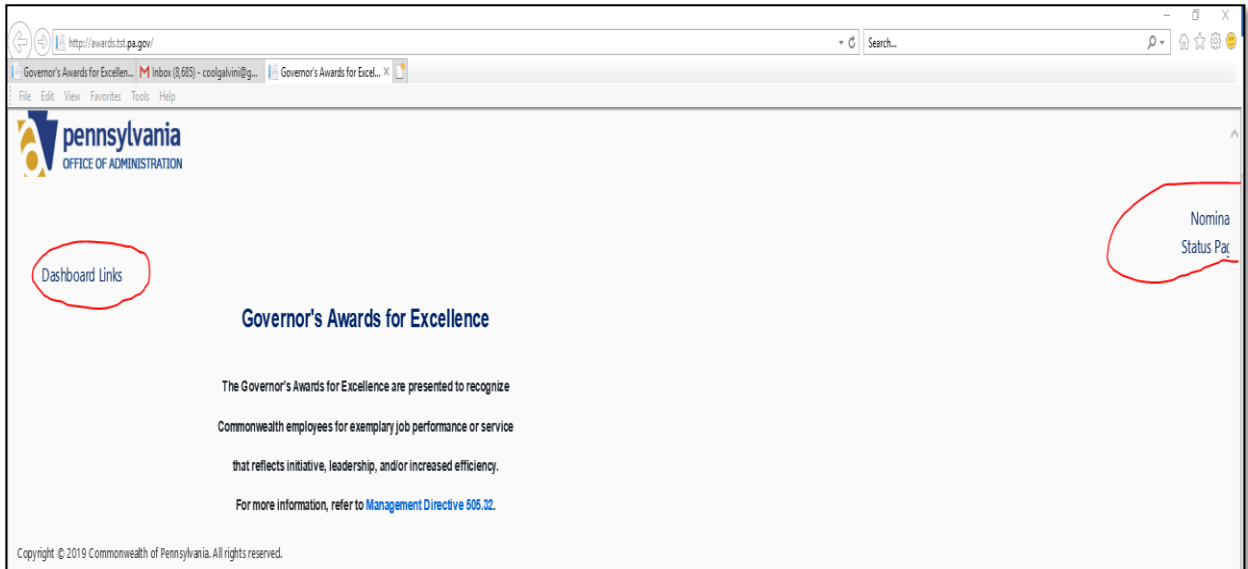 http://awards.tst.pa.gov/
Search...
Governor's Awards for Excellen...
Inbox (8,685) - coolgalvini@g...
Governor's Awards for Excel...
File Edit View Favorites Tools Help
pennsylvania
OFFICE OF ADMINISTRATION
Nomina
Status Pag
Dashboard Links
Governor's Awards for Excellence
The Governor's Awards for Excellence are presented to recognize
Commonwealth employees for exemplary job performance or service
that reflects initiative, leadership, and/or increased efficiency.
For more information, refer to Management Directive 505.32.
Copyright © 2019 Commonwealth of Pennsylvania. All rights reserved.